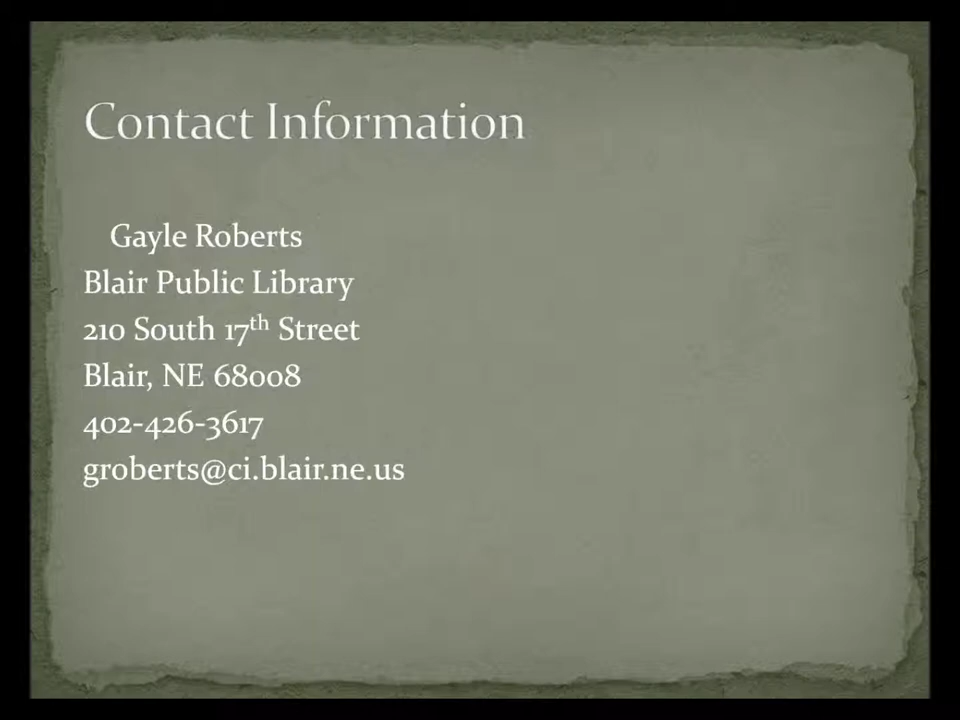 Contact Information
Gayle Roberts
Blair Public Library
210 South 17th Street
Blair, NE 68008
402-426-3617
groberts@ci.blair.ne.us